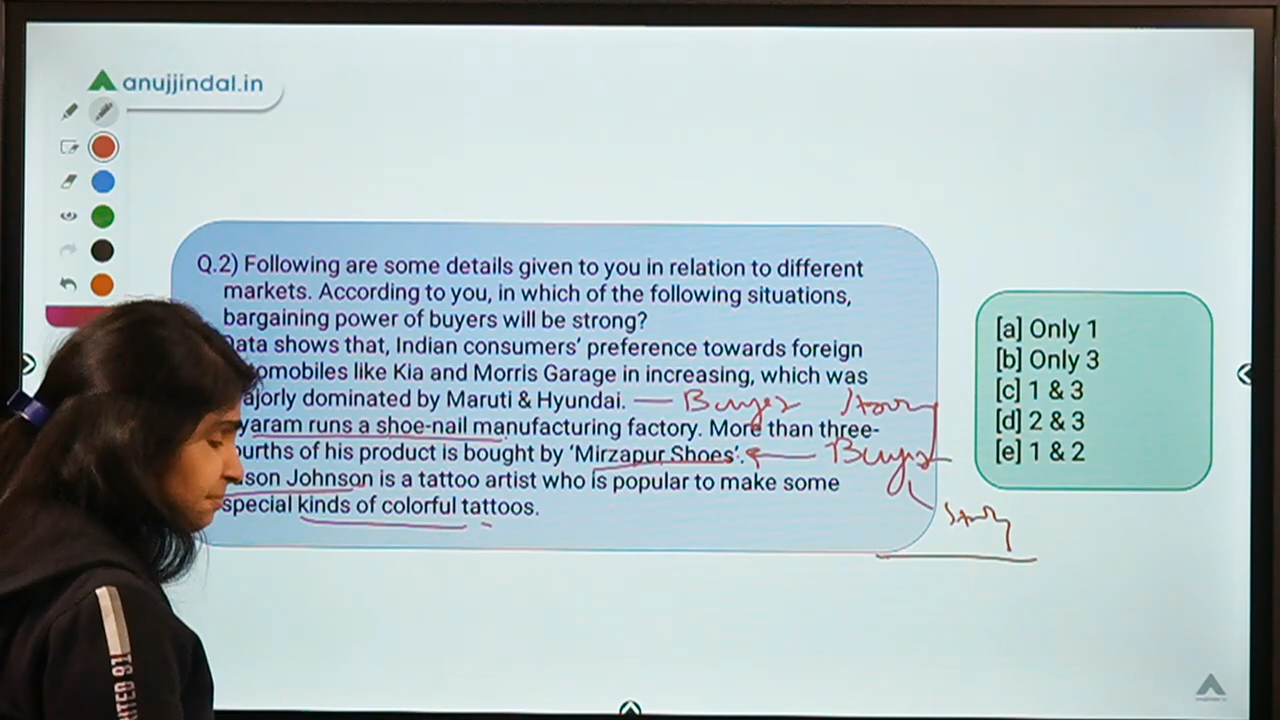 anujjindal.in
Q.2) Following are some details given to you in relation to different
markets. According to you, in which of the following situations,
bargaining power of buyers will be strong?
ata shows that, Indian consumers' preference towards foreign
omobiles like Kia and Morris Garage in increasing, which was
ajorly dominated by Maruti & Hyundai. — Buyer
yaram runs a shoe-nail manufacturing factory. More than three-
ourths of his product is bought by 'Mirzapur Shoes'. Buyer
son Johnson is a tattoo artist who is popular to make some
special kinds of colorful tattoos.
[a] Only 1
[b] Only 3
[c] 1 & 3
[d] 2 & 3
[e] 1 & 2